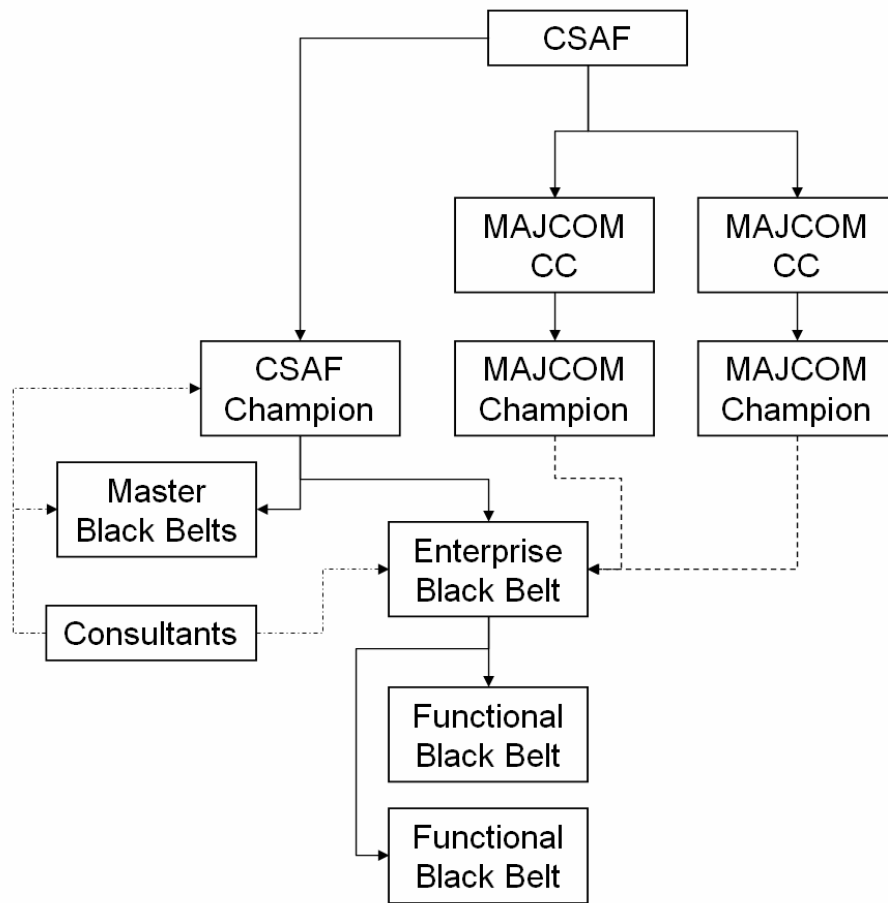 CSAF
MAJCOM
CC
MAJCOM
CC
CSAF
Champion
MAJCOM
Champion
MAJCOM
Champion
Master
Black Belts
Enterprise
Black Belt
Consultants
Functional
Black Belt
Functional
Black Belt